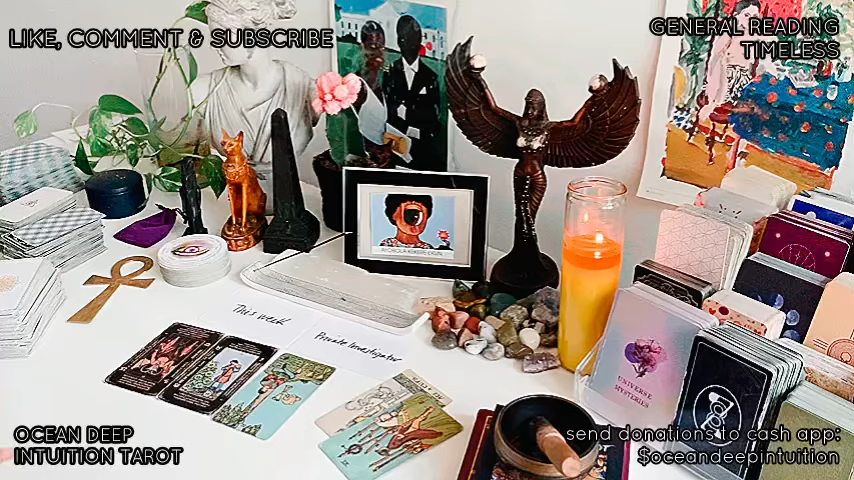 LIKE, COMMENT & SUBSCRIBE
GENERAL READING
TIMELESS
This week
Private Investigator
UNIVERSE
MYSTERIES
OCEAN DEEP
INTUITION TAROT
send donations to cash app:
$oceandeepintuition